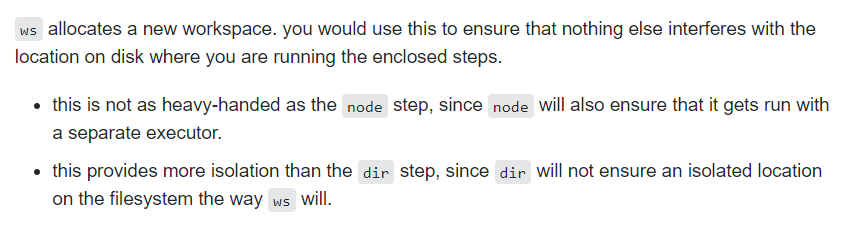 ws allocates a new workspace. you would use this to ensure that nothing else interferes with the
location on disk where you are running the enclosed steps.
• this is not as heavy-handed as the node step, since node will also ensure that it gets run with
a separate executor.
• this provides more isolation than the dir step, since dir will not ensure an isolated location
on the filesystem the way ws will.